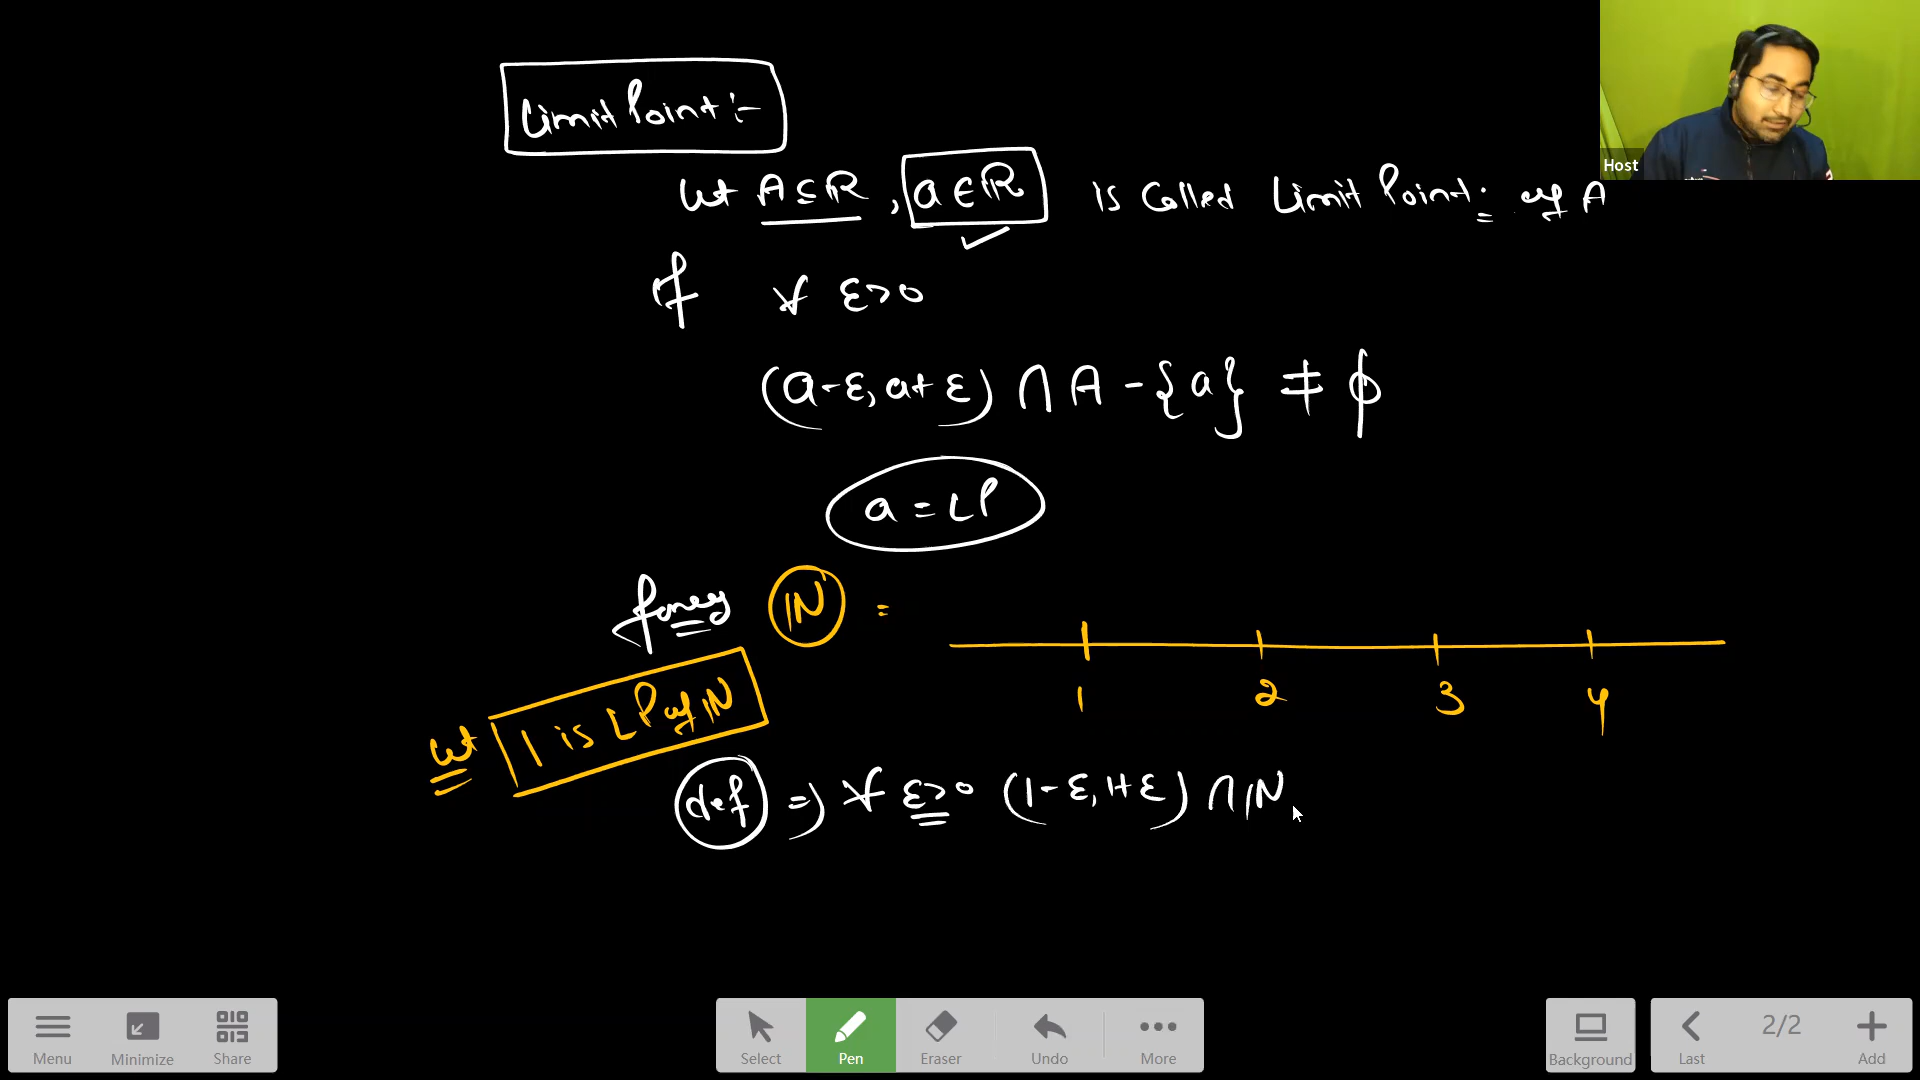 Limit Point :-
Let A ⊆ ℝ , a ∈ ℝ Is Called Limit Point : of A
If ∀ ε>0
(a-ε, a+ε) ∩ A - {a} ≠ ϕ
a = LP
ℕ =
1 2 3 4
Let 1 is LP of ℕ
def ⇒ ∀ ε>0 (1-ε, 1+ε) ∩ ℕ
Host
Menu Minimize Share Select Pen Eraser Undo More Background Last 2/2 Add